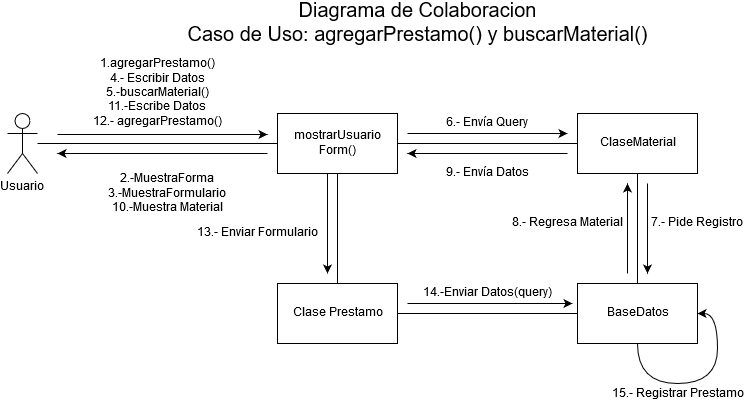 Diagrama de Colaboracion
Caso de Uso: agregarPrestamo() y buscarMaterial()
1.agregarPrestamo()
4.- Escribir Datos
5.-buscarMaterial()
11.-Escribe Datos
12.- agregarPrestamo()
Usuario
2.-MuestraForma
3.-MuestraFormulario
10.-Muestra Material
mostrarUsuario
Form()
6.- Envía Query
9.- Envía Datos
ClaseMaterial
13.- Enviar Formulario
8.- Regresa Material
7.- Pide Registro
Clase Prestamo
14.-Enviar Datos(query)
BaseDatos
15.- Registrar Prestamo